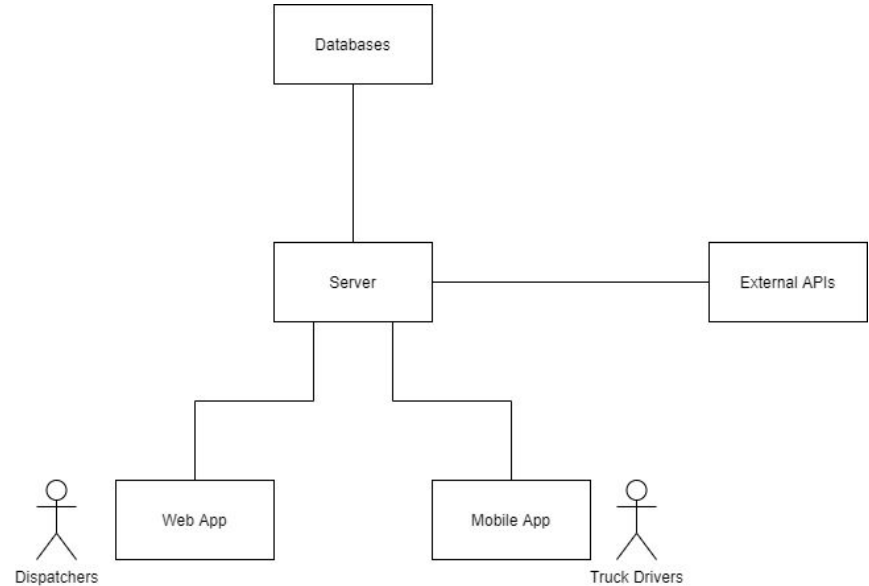 Databases
Server
External APIs
Web App
Mobile App
Dispatchers
Truck Drivers